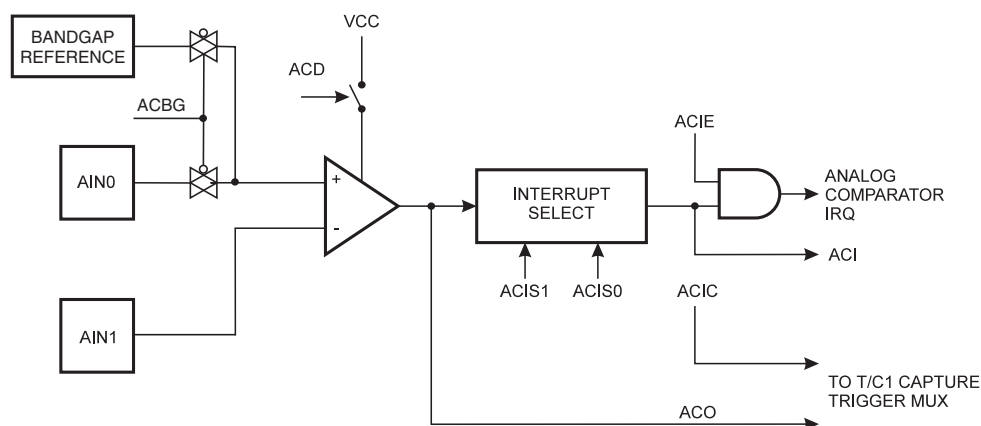 BANDGAP
REFERENCE
VCC
ACD
ACBG
ACIE
AIN0
+
-
INTERRUPT
SELECT
ANALOG
COMPARATOR
IRQ
ACI
ACIS1 ACIS0 ACIC
AIN1
TO T/C1 CAPTURE
TRIGGER MUX
ACO